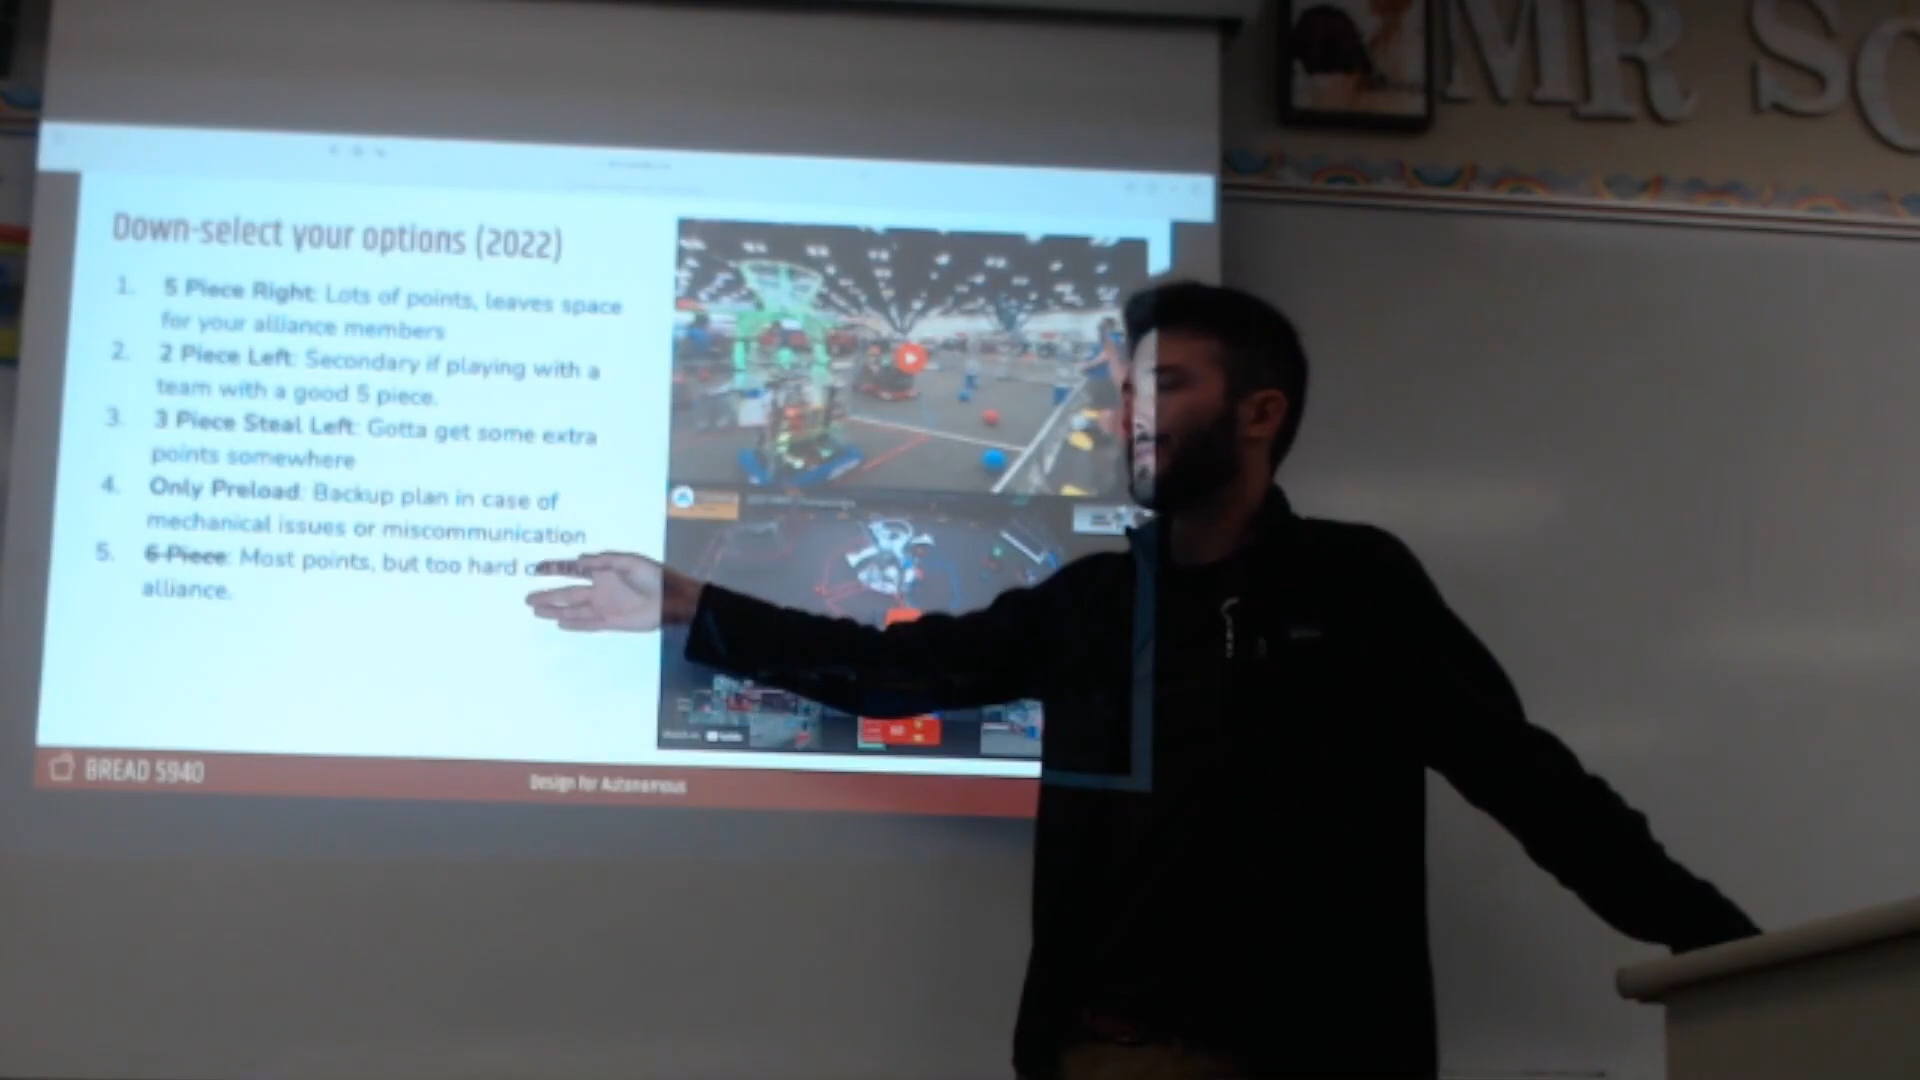 MR SC
Down-select your options (2022)
1. 5 Piece Right: Lots of points, leaves space
for your alliance members
2. 2 Piece Left: Secondary if playing with a
team with a good 5 piece.
3. 3 Piece Steal Left: Gotta get some extra
points somewhere
4. Only Preload: Backup plan in case of
mechanical issues or miscommunication
5. 6 Piece: Most points, but too hard on the
alliance.
BREAD 5940
Design for Autonomous